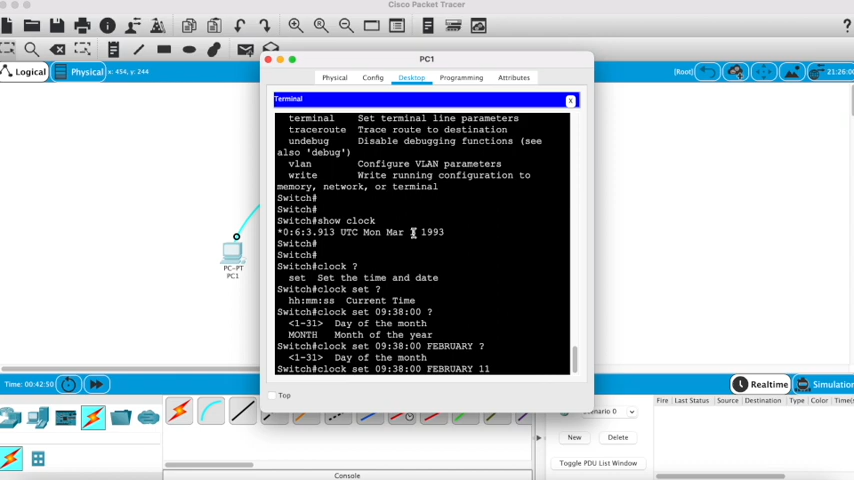 Cisco Packet Tracer
Logical
Physical
x: 454, y: 244
[Root]
21:26:00
PC1
Physical
Config
Desktop
Programming
Attributes
Terminal
X
terminal Set terminal line parameters
traceroute Trace route to destination
undebug Disable debugging functions (see
also 'debug')
vlan Configure VLAN parameters
write Write running configuration to
memory, network, or terminal
Switch#
Switch#
Switch#show clock
*0:6:3.913 UTC Mon Mar 1993
Switch#
Switch#
Switch#clock ?
set Set the time and date
Switch#clock set ?
hh:mm:ss Current Time
Switch#clock set 09:38:00 ?
<1-31> Day of the month
MONTH Month of the year
Switch#clock set 09:38:00 FEBRUARY ?
<1-31> Day of the month
Switch#clock set 09:38:00 FEBRUARY 11
PC-PT
PC1
Top
Time: 00:42:50
Realtime
Simulation
Scenario 0
Fire Last Status Source Destination Type Color Time(
New
Delete
Toggle PDU List Window
Console